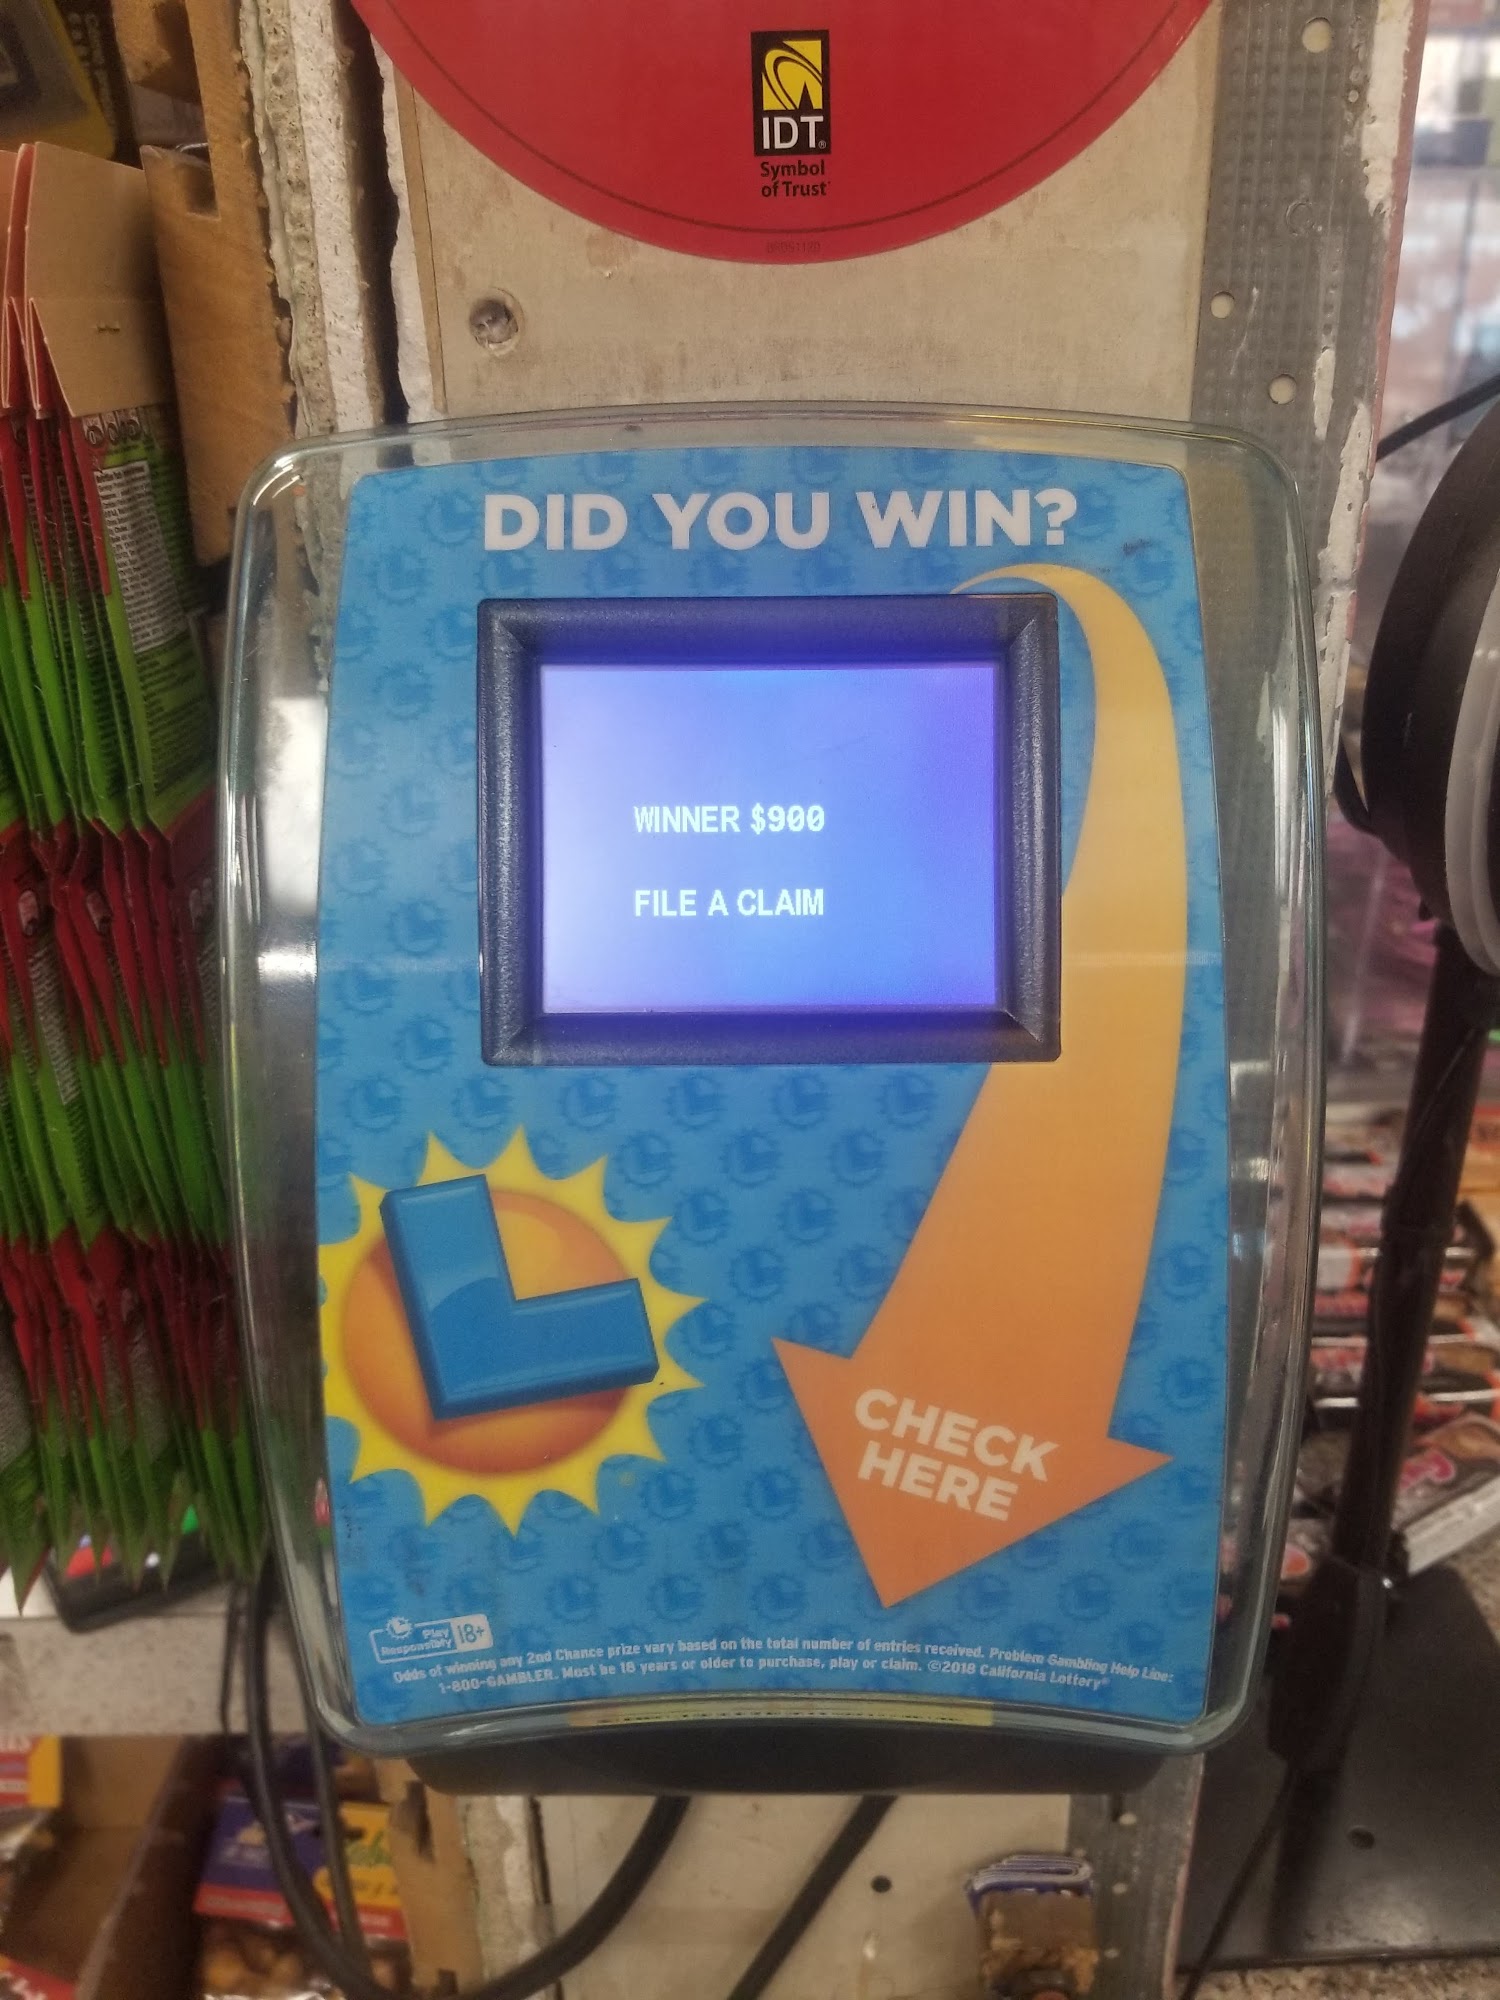 IDT®
Symbol
of Trust
DID YOU WIN?
WINNER $900
FILE A CLAIM
CHECK
HERE
Play
Responsibly 18+
Odds of winning any 2nd Chance prize vary based on the total number of entries received. Problem Gambling Help Line:
1-800-GAMBLER. Must be 18 years or older to purchase, play or claim. ©2018 California Lottery®